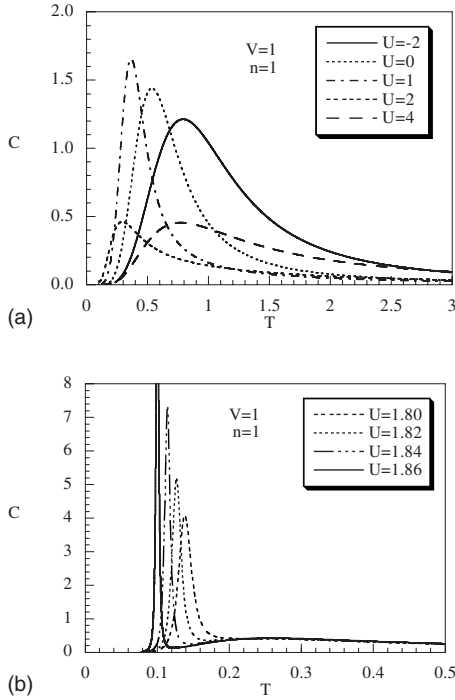 2.0
1.5
1.0
0.5
0.0
C
V=1
n=1
U=-2
U=0
U=1
U=2
U=4
0 0.5 1 1.5 2 2.5 3
T
(a)
8
7
6
5
4
3
2
1
0
C
V=1
n=1
U=1.80
U=1.82
U=1.84
U=1.86
0 0.1 0.2 0.3 0.4 0.5
T
(b)